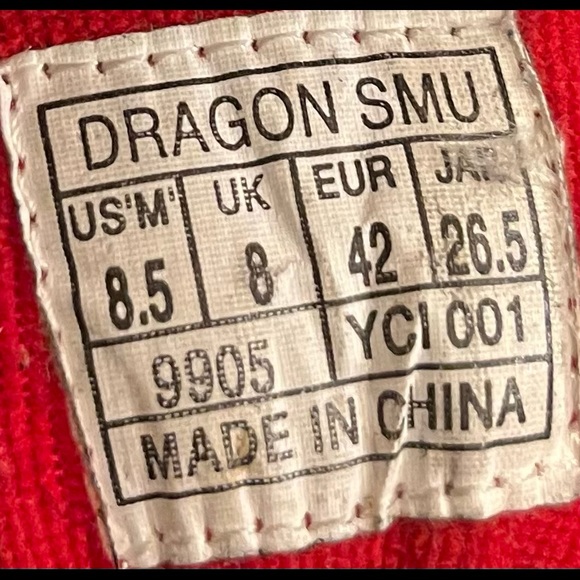 DRAGON SMU
US'M' UK EUR JAP.
8.5 8 42 26.5
9905 YCI 001
MADE IN CHINA